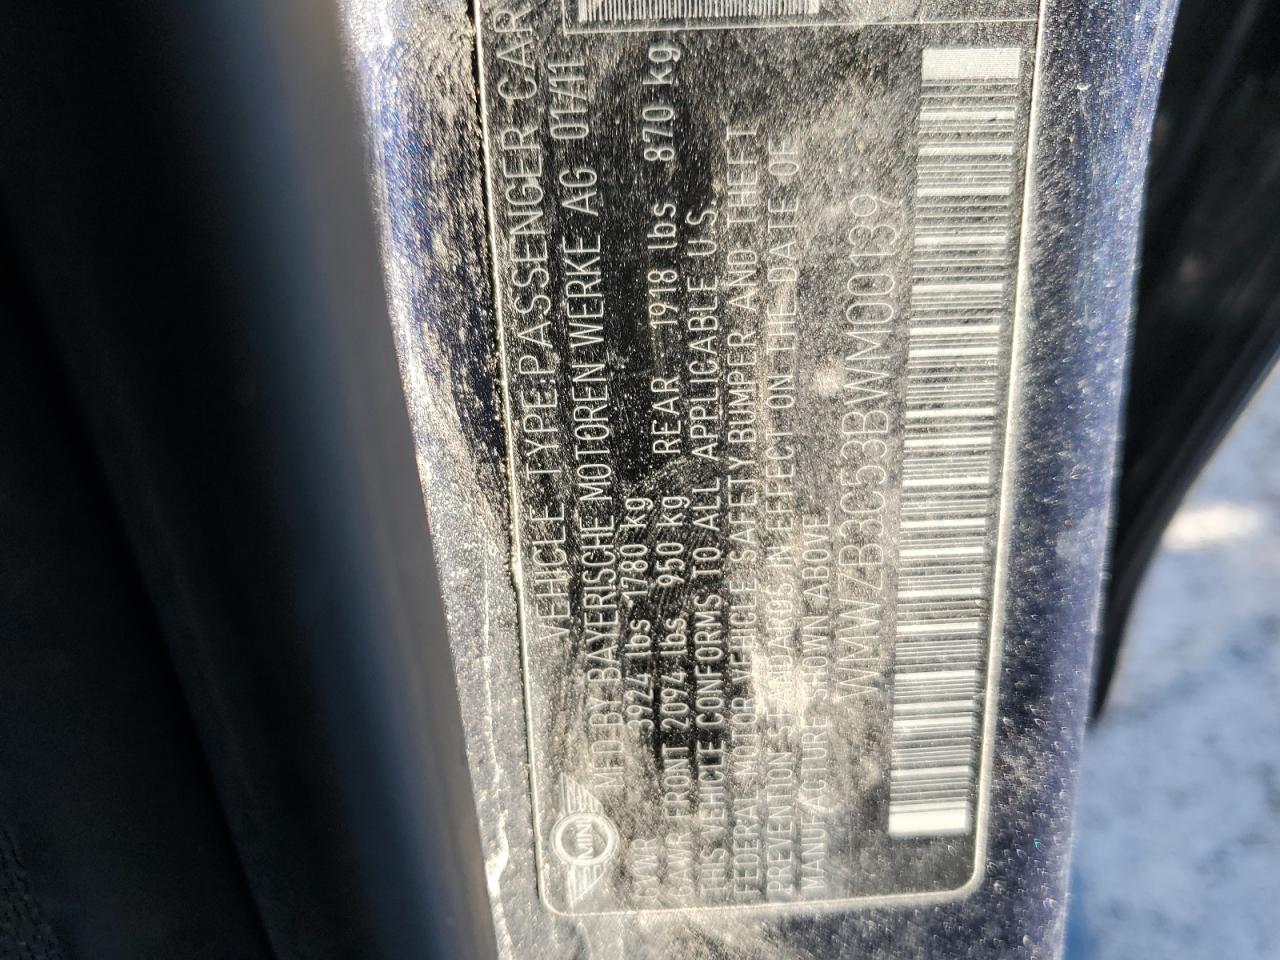 VEHICLE TYPE:PASSENGER CAR
MFD BY BAYERISCHE MOTOREN WERKE AG 01/11
GVW 3924 lbs 1780 kg
GAWR FRONT 2094 lbs 950 kg REAR 1918 lbs 870 kg
THIS VEHICLE CONFORMS TO ALL APPLICABLE U.S.
FEDERAL MOTOR VEHICLE SAFETY, BUMPER AND THEFT
PREVENTION STANDARDS IN EFFECT ON THE DATE OF
MANUFACTURE SHOWN ABOVE
WMWZB3C53BWM00139
MINI